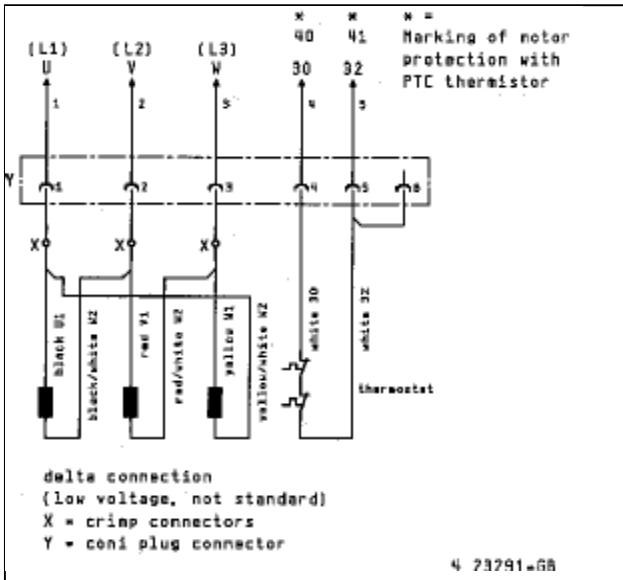 * * * =
40 41 Marking of motor
(L1) (L2) (L3) protection with
U V W 30 32 PTC thermistor
1 2 3 4 5
Y 1 2 3 4 5 6
X X X
black U1
black/white W2
red V1
red/white W2
yellow W1
yellow/white W2
white 30
white 32
thermostat
delta connection
(low voltage, not standard)
X = crimp connectors
Y = coni plug connector
4 23291=GB